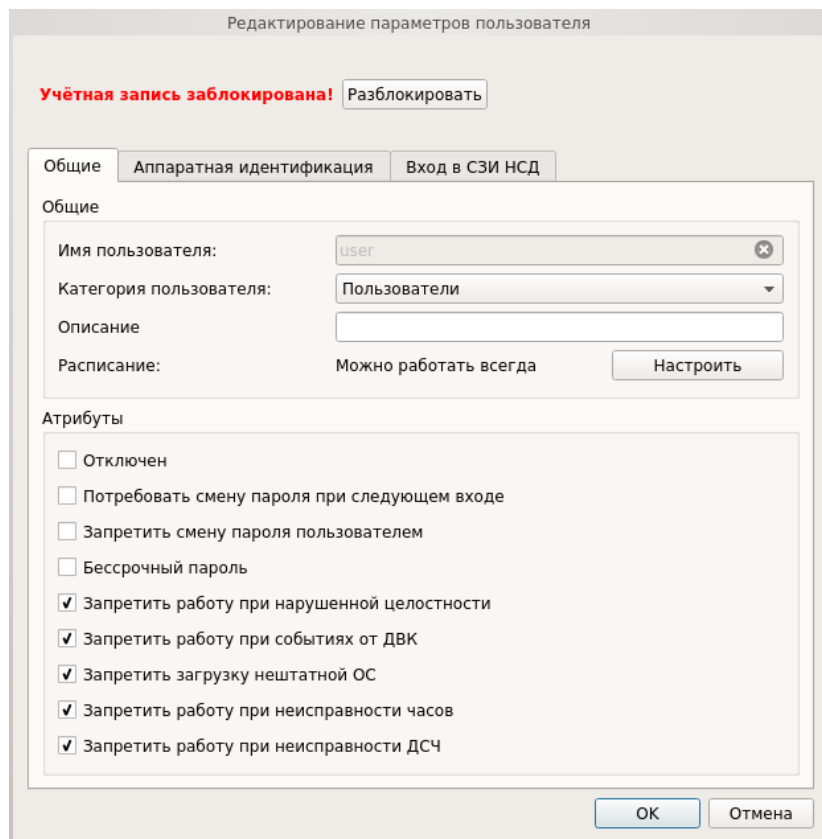 Редактирование параметров пользователя
Учётная запись заблокирована! Разблокировать
Общие Аппаратная идентификация Вход в СЗИ НСД
Общие
Имя пользователя: user
Категория пользователя: Пользователи
Описание
Расписание: Можно работать всегда Настроить
Атрибуты
Отключен
Потребовать смену пароля при следующем входе
Запретить смену пароля пользователем
Бессрочный пароль
Запретить работу при нарушенной целостности
Запретить работу при событиях от ДВК
Запретить загрузку нештатной ОС
Запретить работу при неисправности часов
Запретить работу при неисправности ДСЧ
OK Отмена